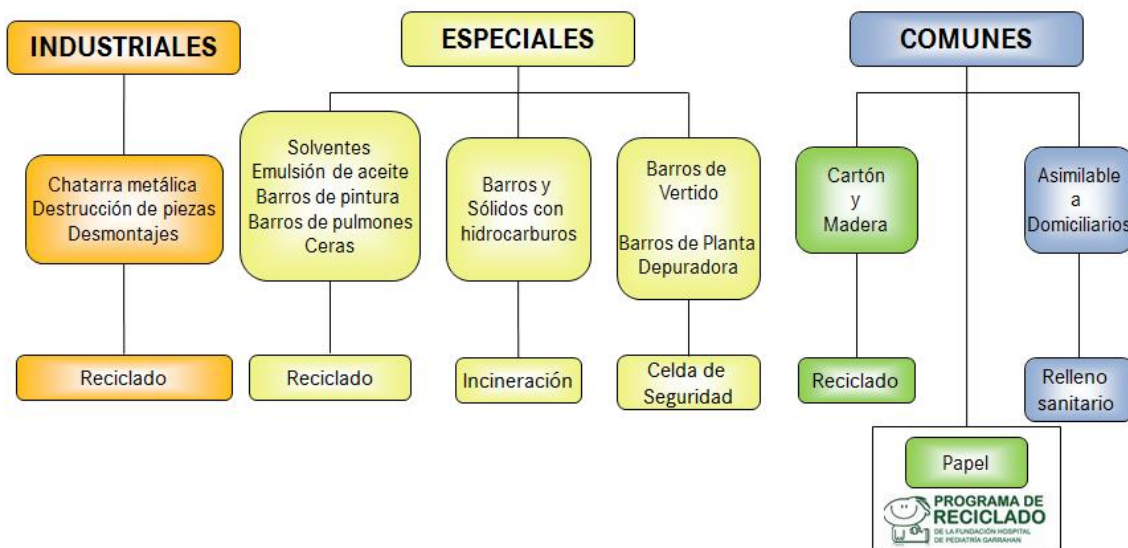 INDUSTRIALES
Chatarra metálica
Destrucción de piezas
Desmontajes
Reciclado
ESPECIALES
Solventes
Emulsión de aceite
Barros de pintura
Barros de pulmones
Ceras
Reciclado
Barros y
Sólidos con
hidrocarburos
Incineración
Barros de
Vertido
Barros de Planta
Depuradora
Celda de
Seguridad
COMUNES
Cartón
y
Madera
Reciclado
Papel
PROGRAMA DE
RECICLADO
DE LA FUNDACIÓN HOSPITAL
DE PEDIATRÍA GARRAHAN
Asimilable
a
Domiciliarios
Relleno
sanitario